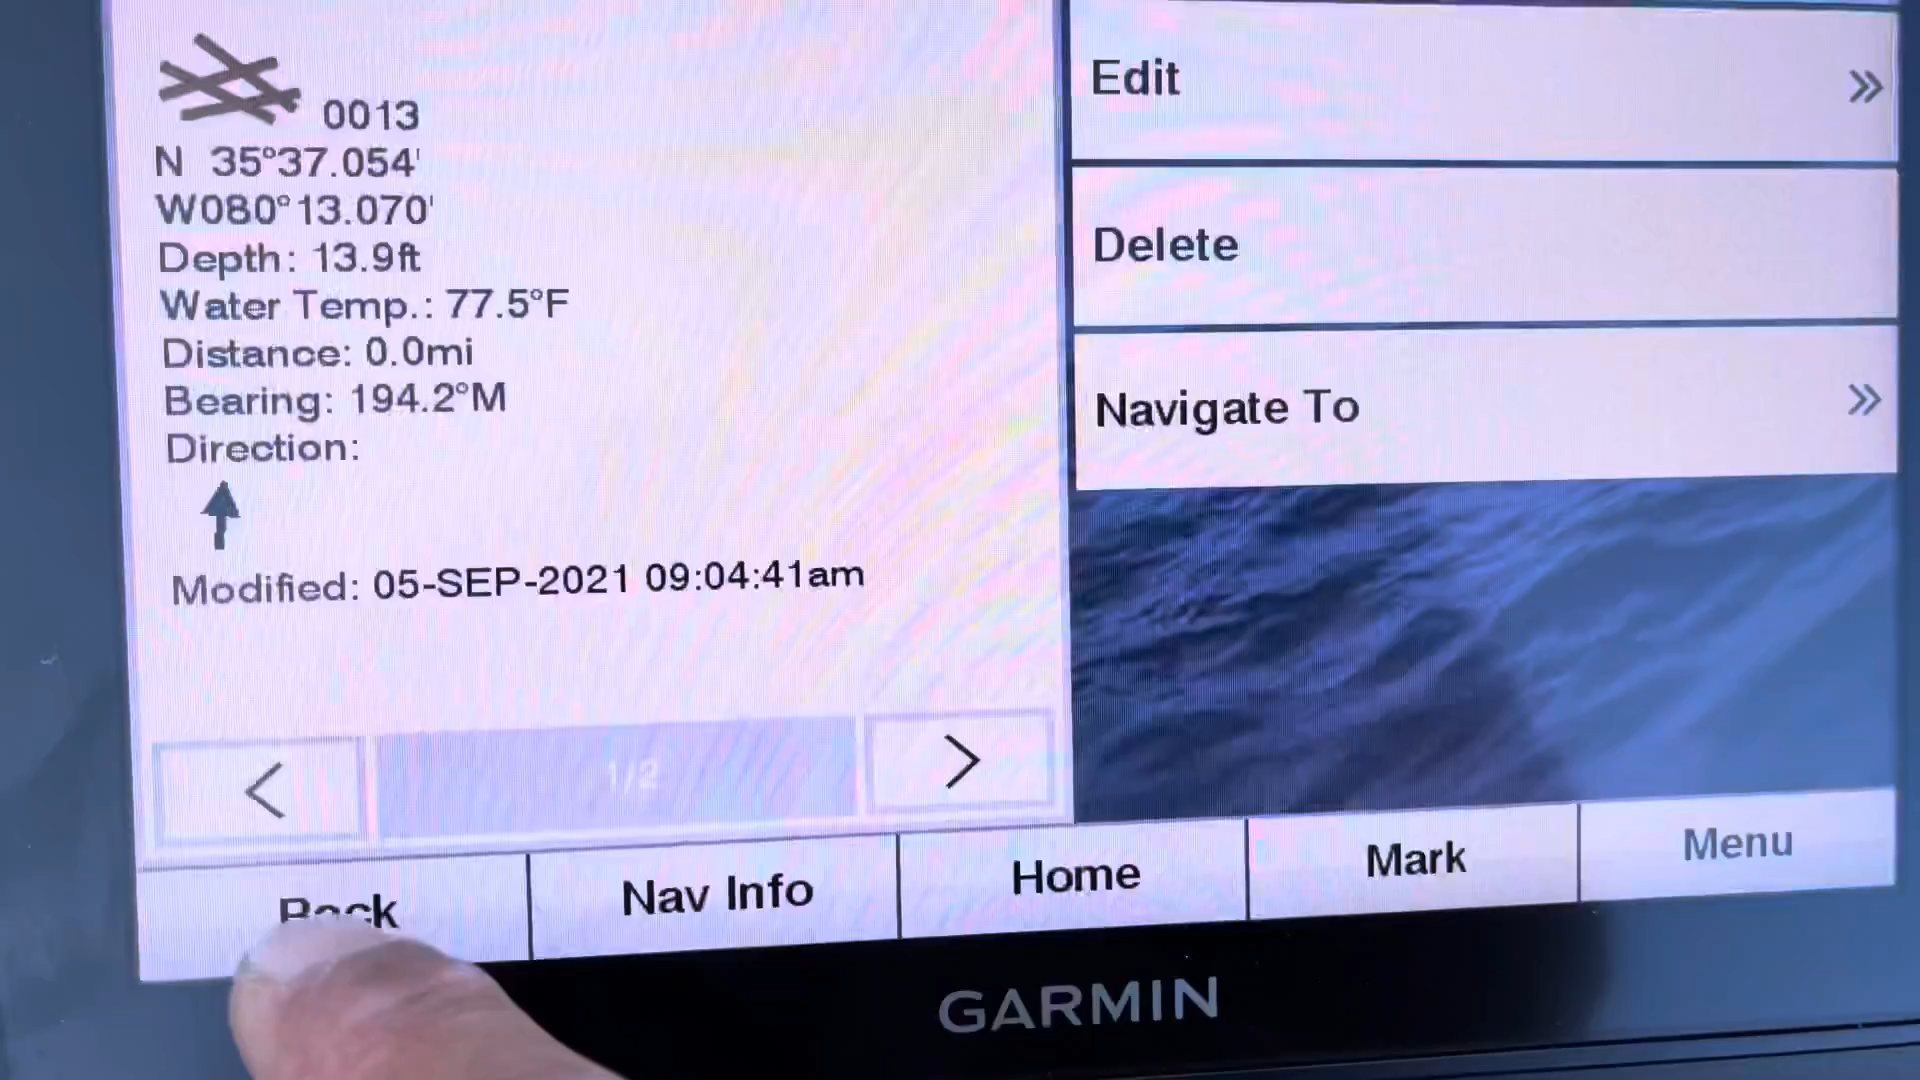 0013
N 35°37.054'
W080°13.070'
Depth: 13.9ft
Water Temp.: 77.5°F
Distance: 0.0mi
Bearing: 194.2°M
Direction:
Modified: 05-SEP-2021 09:04:41am
<
1/2
>
Edit »
Delete
Navigate To »
Back
Nav Info
Home
Mark
Menu
GARMIN